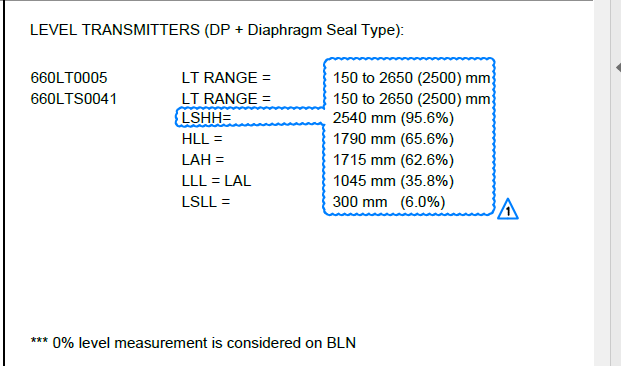 LEVEL TRANSMITTERS (DP + Diaphragm Seal Type):
660LT0005 LT RANGE = 150 to 2650 (2500) mm
660LTS0041 LT RANGE = 150 to 2650 (2500) mm
LSHH= 2540 mm (95.6%)
HLL = 1790 mm (65.6%)
LAH = 1715 mm (62.6%)
LLL = LAL 1045 mm (35.8%)
LSLL = 300 mm (6.0%)
1
*** 0% level measurement is considered on BLN